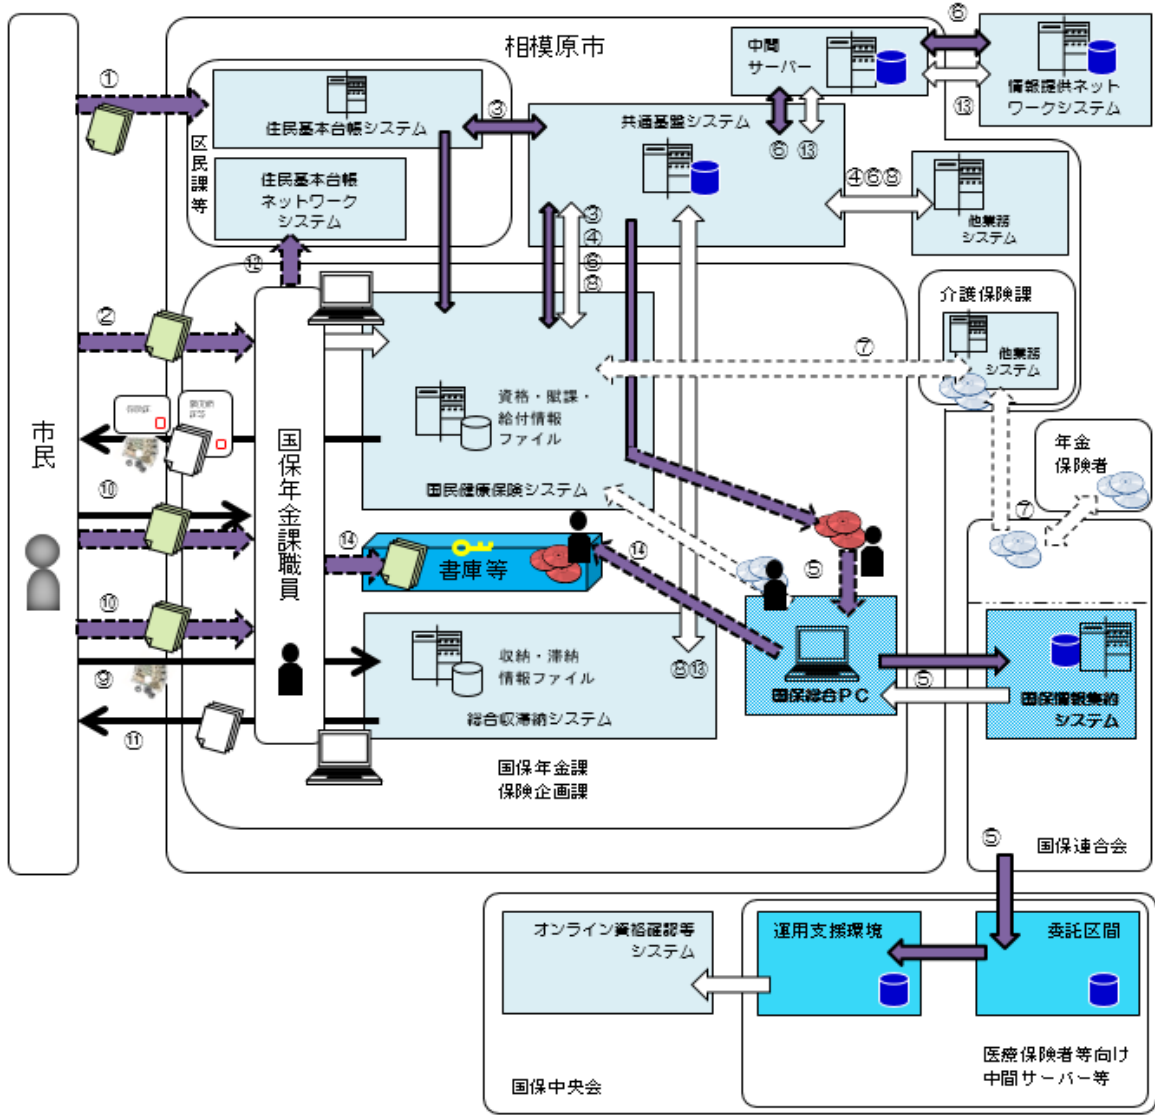 ⑥
相模原市
中間
サーバー
①
情報提供ネット
ワークシステム
⑬
③
住民基本台帳システム
共通基盤システム
⑥
⑬
区民課等
住民基本台帳
ネットワーク
システム
④⑥⑧
他業務
システム
③
④
⑥
⑧
⑫
介護保険課
②
⑦
他業務
システム
資格・賦課・
給付情報
ファイル
国民健康保険システム
市民
国保年金課職員
年金
保険者
⑩
⑦
⑭
書庫等
⑭
⑤
⑩
収納・滞納
情報ファイル
総合収滞納システム
⑧⑬
国保総合PC
⑤
国保情報集約
システム
⑨
⑪
国保年金課
保険企画課
⑤
国保連合会
オンライン資格確認等
システム
運用支援環境
委託区間
医療保険者等向け
中間サーバー等
国保中央会